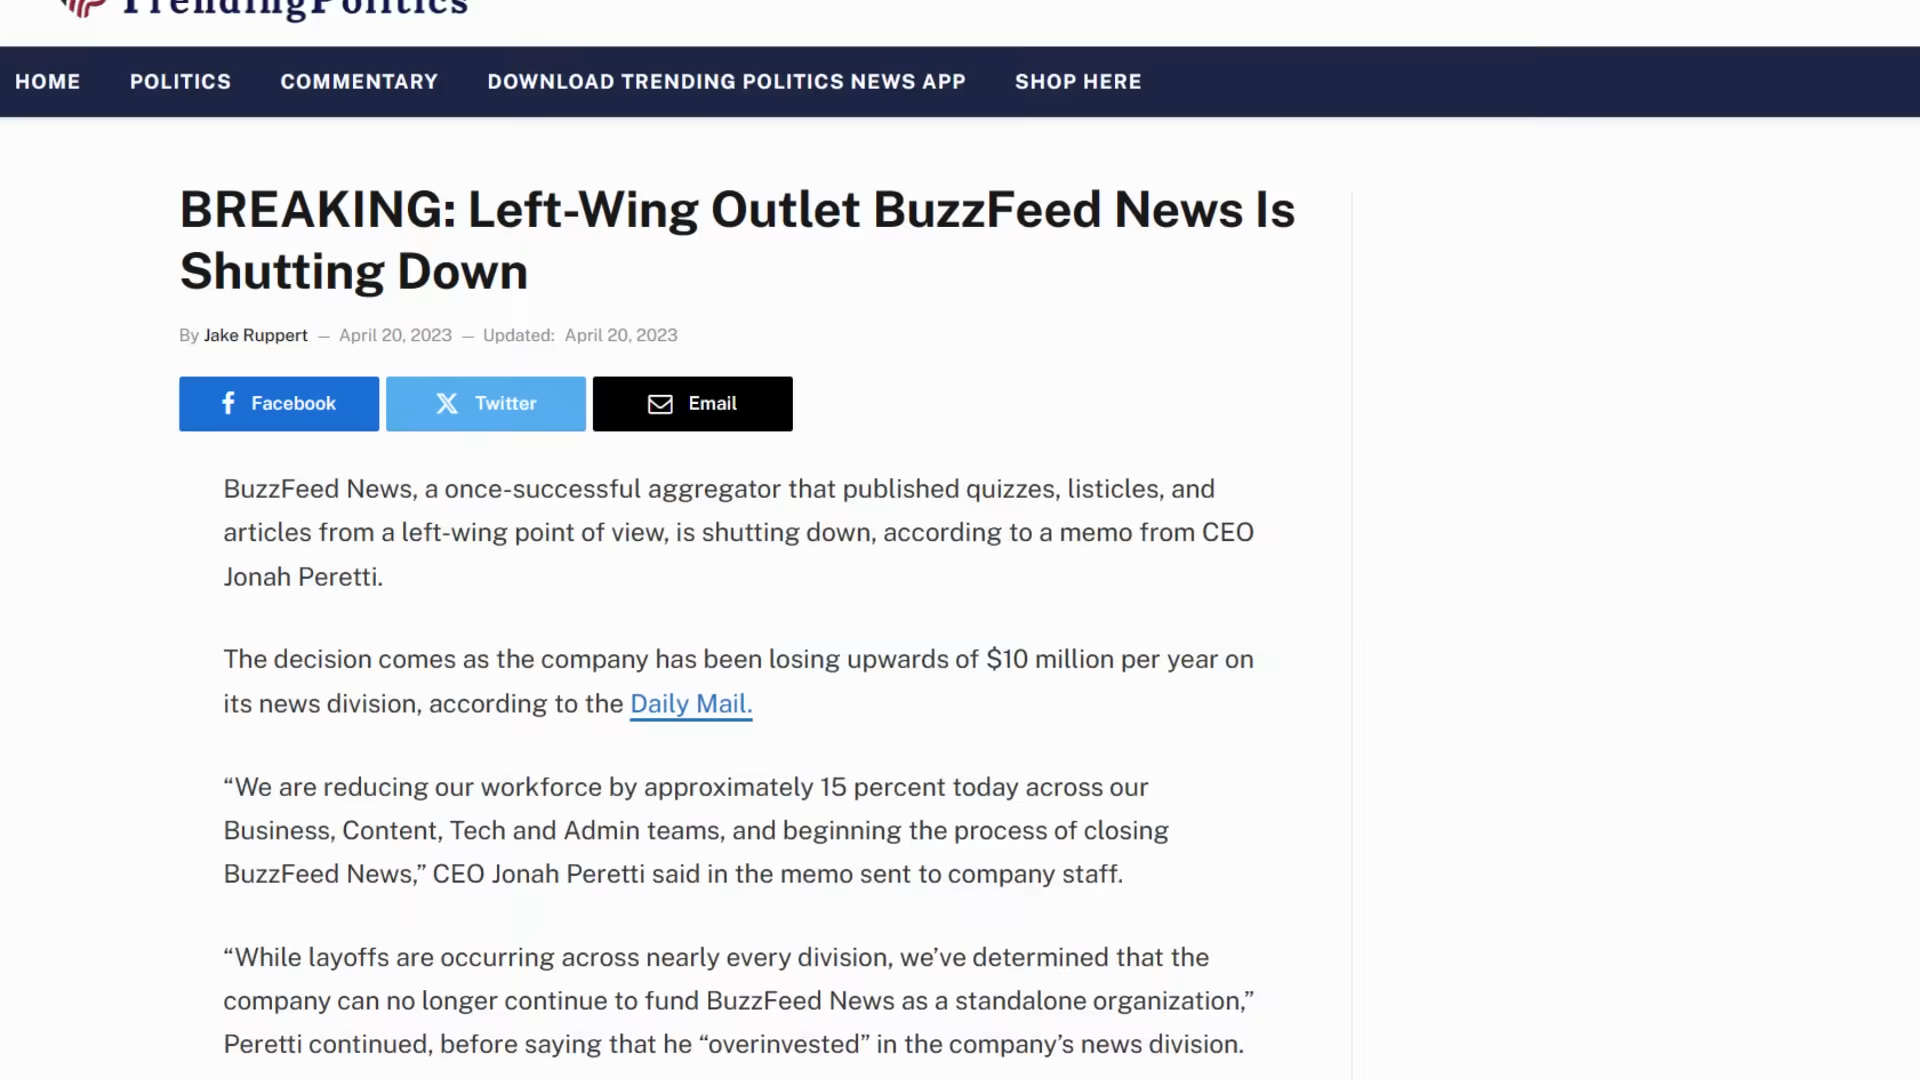 TrendingPolitics
HOME POLITICS COMMENTARY DOWNLOAD TRENDING POLITICS NEWS APP SHOP HERE
BREAKING: Left-Wing Outlet BuzzFeed News Is
Shutting Down
By Jake Ruppert — April 20, 2023 — Updated: April 20, 2023
Facebook Twitter Email
BuzzFeed News, a once-successful aggregator that published quizzes, listicles, and
articles from a left-wing point of view, is shutting down, according to a memo from CEO
Jonah Peretti.
The decision comes as the company has been losing upwards of $10 million per year on
its news division, according to the Daily Mail.
“We are reducing our workforce by approximately 15 percent today across our
Business, Content, Tech and Admin teams, and beginning the process of closing
BuzzFeed News,” CEO Jonah Peretti said in the memo sent to company staff.
“While layoffs are occurring across nearly every division, we’ve determined that the
company can no longer continue to fund BuzzFeed News as a standalone organization,”
Peretti continued, before saying that he “overinvested” in the company’s news division.